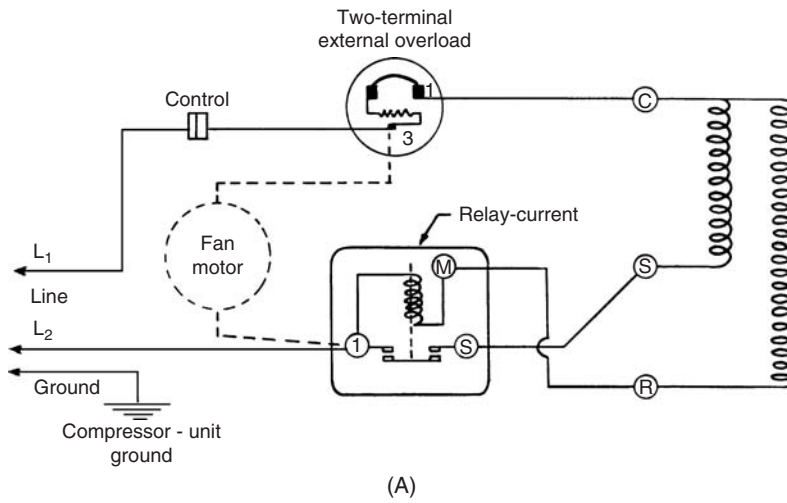 Two-terminal
external overload
Control
1
C
3
Relay-current
Fan
motor
M
L1
S
Line
L2
1
S
Ground
R
Compressor - unit
ground
(A)